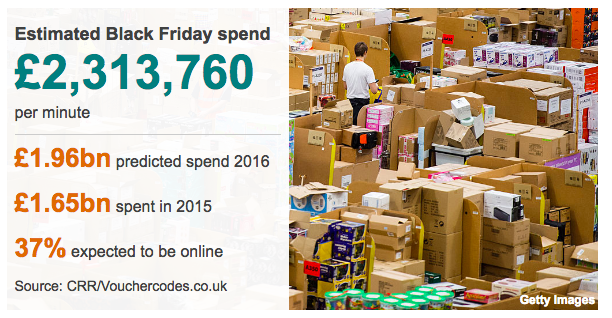 Estimated Black Friday spend
£2,313,760
per minute
£1.96bn predicted spend 2016
£1.65bn spent in 2015
37% expected to be online
Source: CRR/Vouchercodes.co.uk
Getty Images